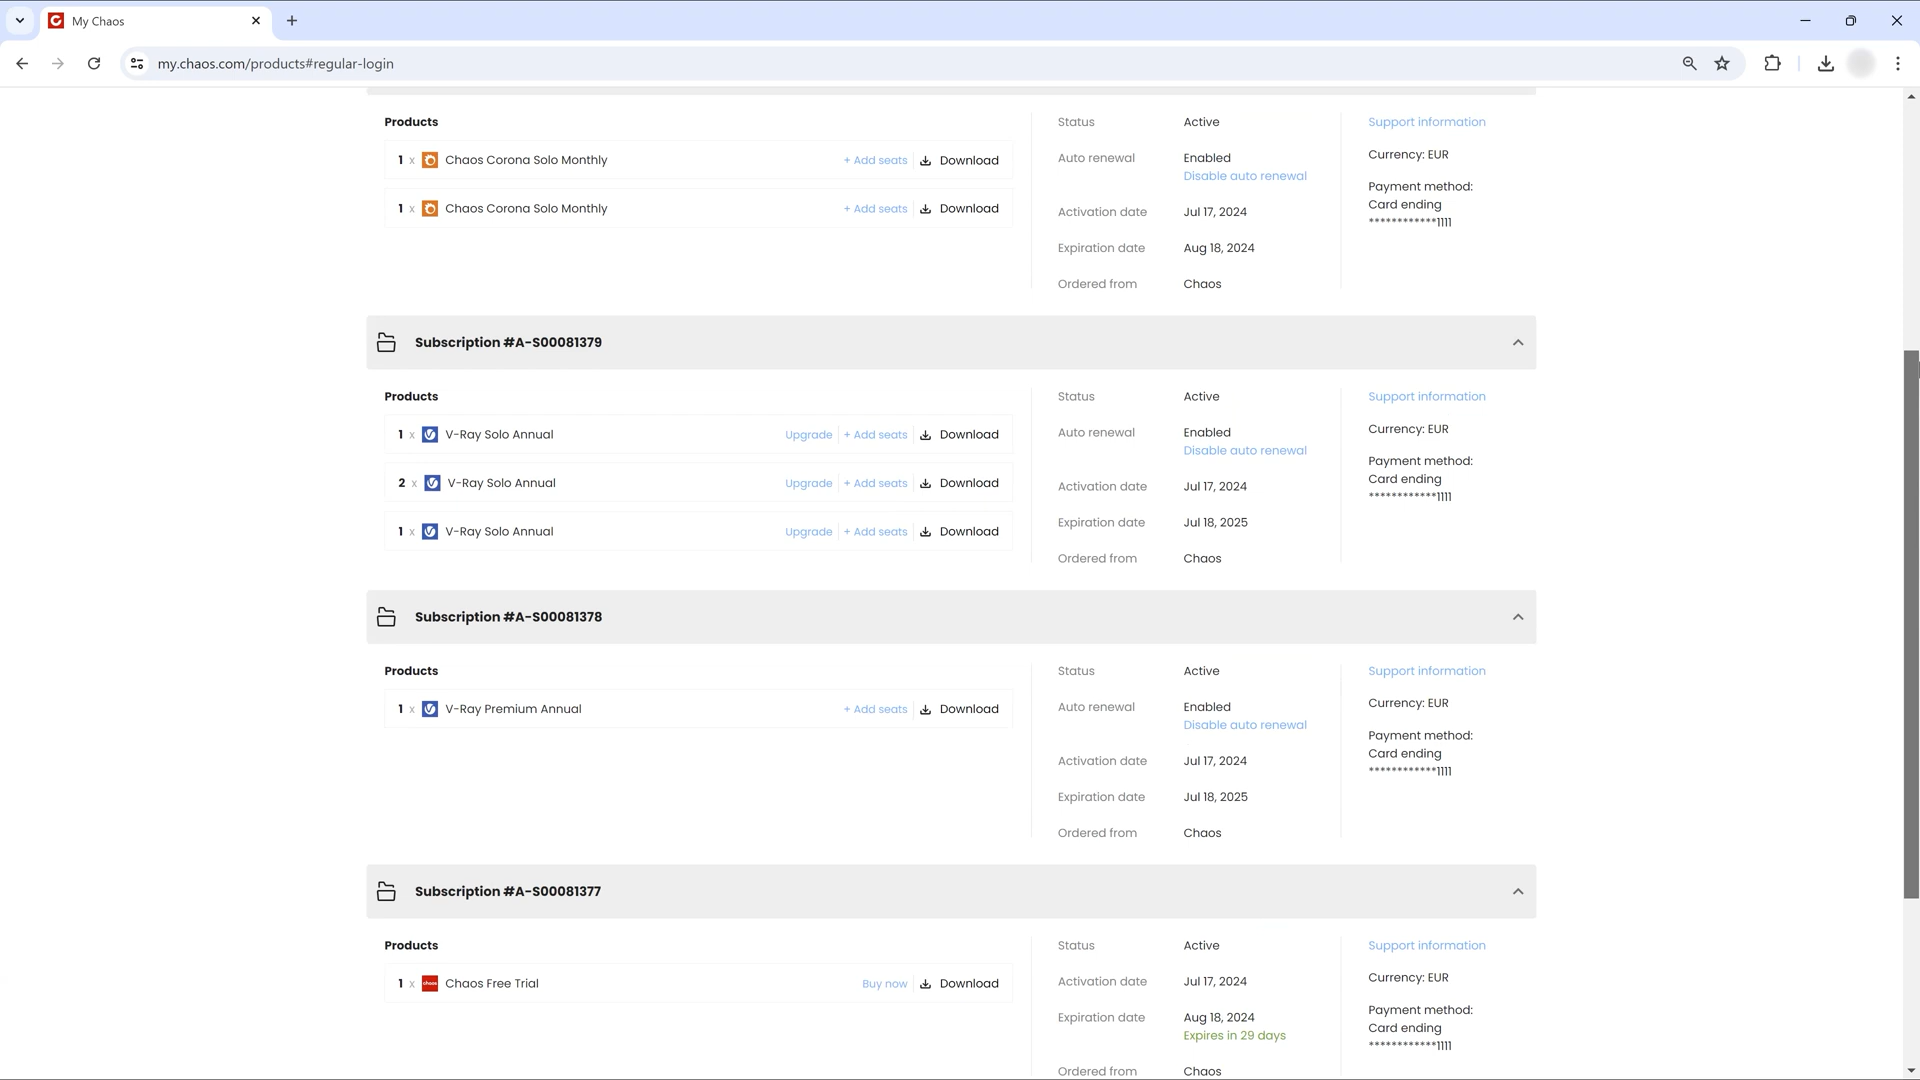 My Chaos
my.chaos.com/products#regular-login
Products
1 x Chaos Corona Solo Monthly + Add seats Download
1 x Chaos Corona Solo Monthly + Add seats Download
Status Active
Auto renewal Enabled
Disable auto renewal
Activation date Jul 17, 2024
Expiration date Aug 18, 2024
Ordered from Chaos
Support information
Currency: EUR
Payment method:
Card ending
************1111
Subscription #A-S00081379
Products
1 x V-Ray Solo Annual Upgrade + Add seats Download
2 x V-Ray Solo Annual Upgrade + Add seats Download
1 x V-Ray Solo Annual Upgrade + Add seats Download
Status Active
Auto renewal Enabled
Disable auto renewal
Activation date Jul 17, 2024
Expiration date Jul 18, 2025
Ordered from Chaos
Support information
Currency: EUR
Payment method:
Card ending
************1111
Subscription #A-S00081378
Products
1 x V-Ray Premium Annual + Add seats Download
Status Active
Auto renewal Enabled
Disable auto renewal
Activation date Jul 17, 2024
Expiration date Jul 18, 2025
Ordered from Chaos
Support information
Currency: EUR
Payment method:
Card ending
************1111
Subscription #A-S00081377
Products
1 x chaos Chaos Free Trial Buy now Download
Status Active
Activation date Jul 17, 2024
Expiration date Aug 18, 2024
Expires in 29 days
Ordered from Chaos
Support information
Currency: EUR
Payment method:
Card ending
************1111